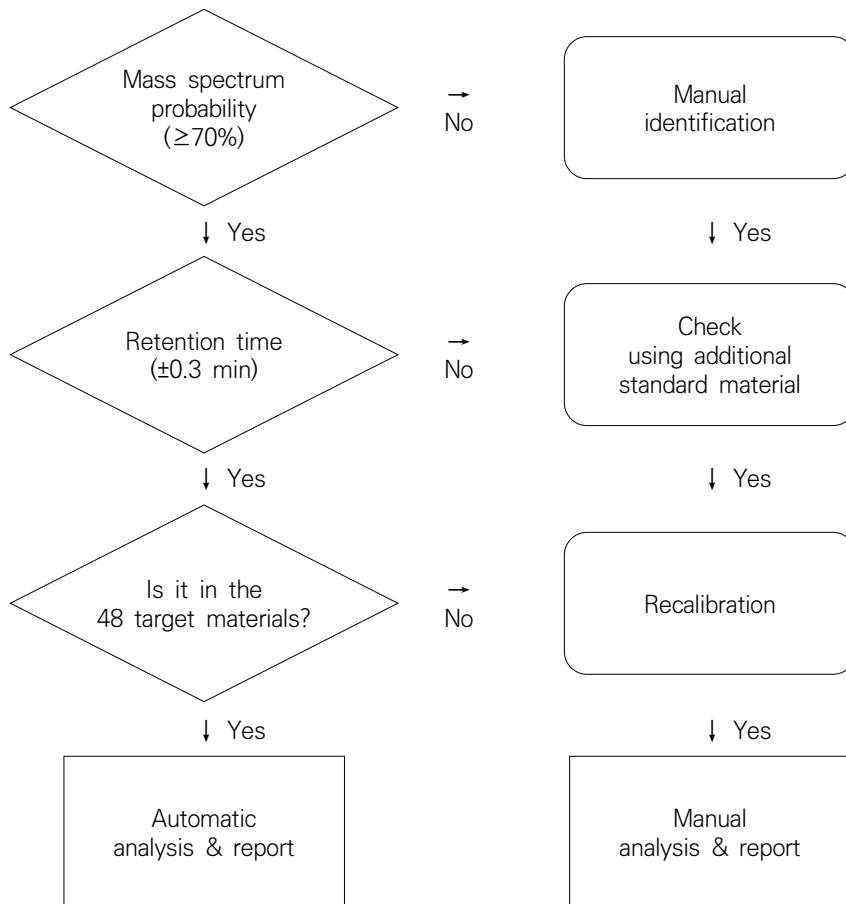 Mass spectrum
probability
(≥70%)
→
No
Manual
identification
↓ Yes
↓ Yes
Retention time
(±0.3 min)
→
No
Check
using additional
standard material
↓ Yes
↓ Yes
Is it in the
48 target materials?
→
No
Recalibration
↓ Yes
↓ Yes
Automatic
analysis & report
Manual
analysis & report